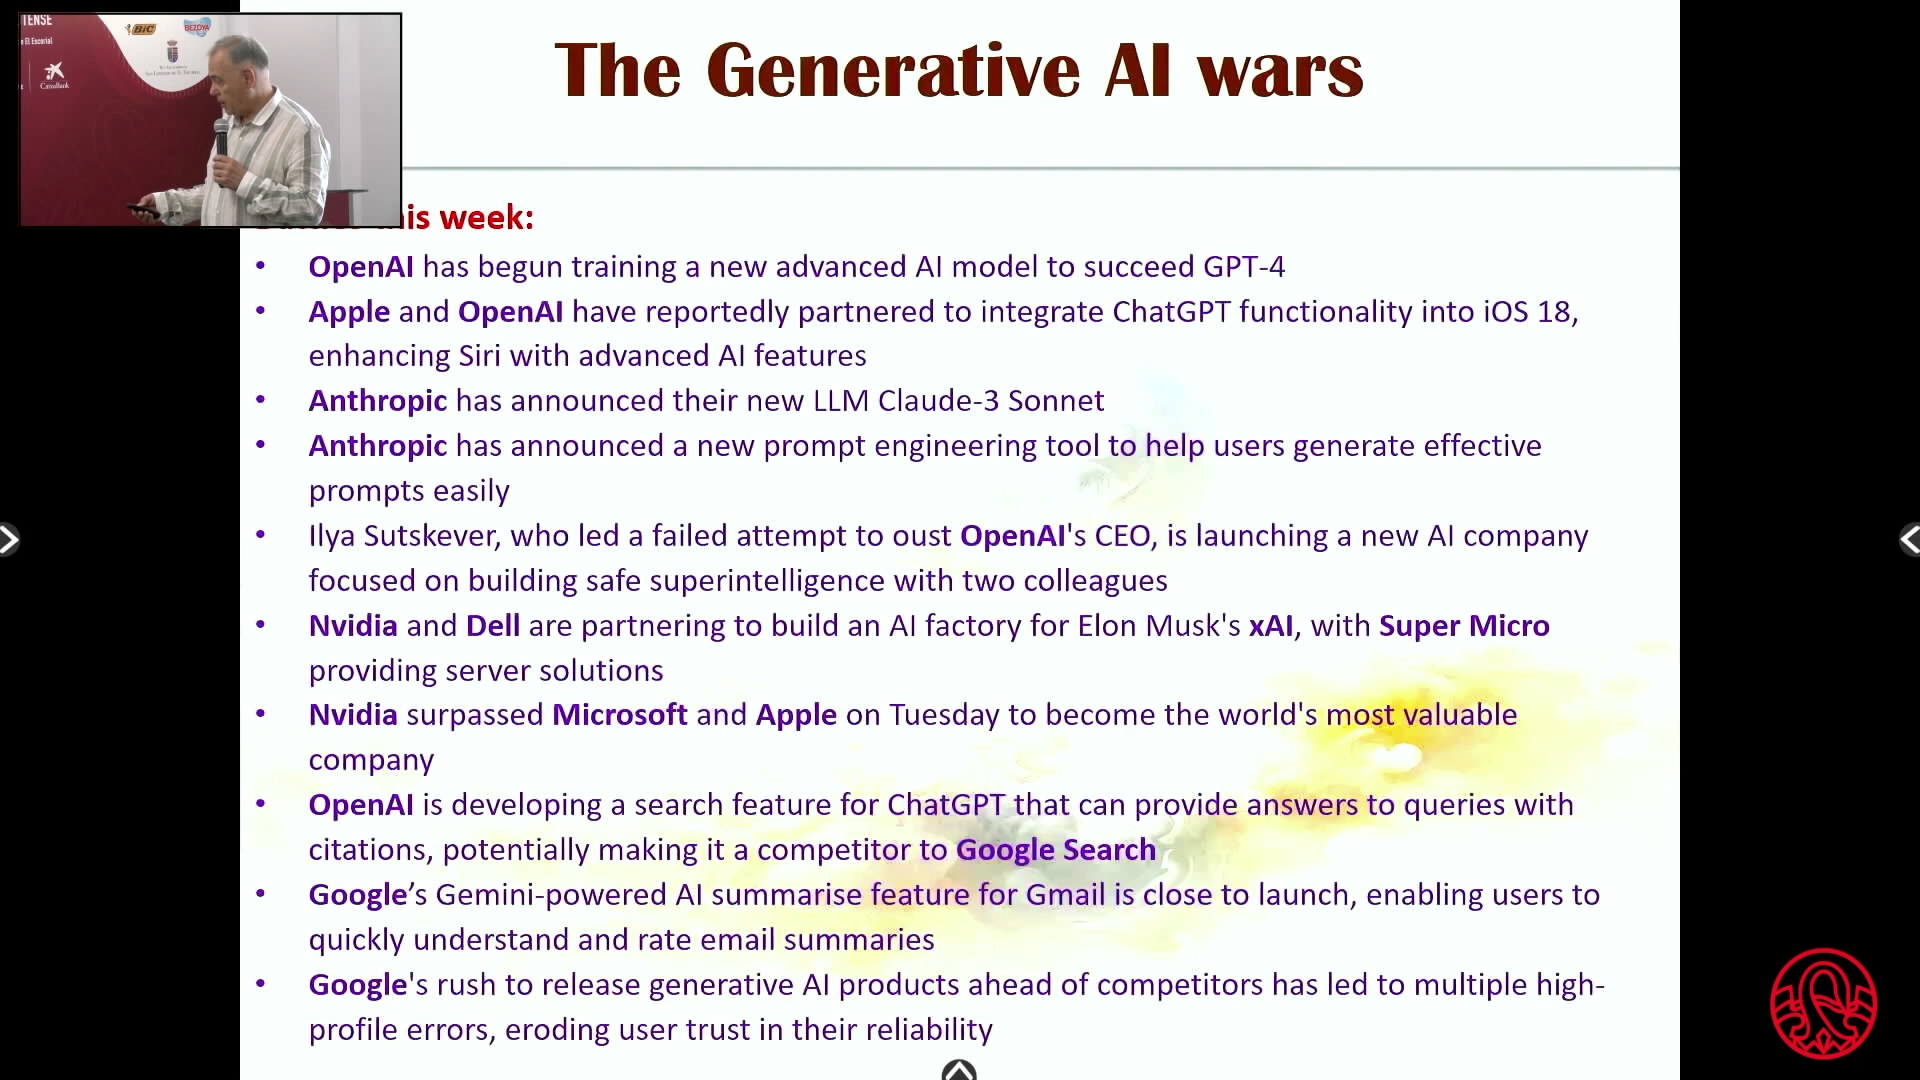 TENSE
El Escorial
BIC
BEZOYA
CaixaBank
The Generative AI wars
this week:
• OpenAI has begun training a new advanced AI model to succeed GPT-4
• Apple and OpenAI have reportedly partnered to integrate ChatGPT functionality into iOS 18,
enhancing Siri with advanced AI features
• Anthropic has announced their new LLM Claude-3 Sonnet
• Anthropic has announced a new prompt engineering tool to help users generate effective
prompts easily
• Ilya Sutskever, who led a failed attempt to oust OpenAI's CEO, is launching a new AI company
focused on building safe superintelligence with two colleagues
• Nvidia and Dell are partnering to build an AI factory for Elon Musk's xAI, with Super Micro
providing server solutions
• Nvidia surpassed Microsoft and Apple on Tuesday to become the world's most valuable
company
• OpenAI is developing a search feature for ChatGPT that can provide answers to queries with
citations, potentially making it a competitor to Google Search
• Google’s Gemini-powered AI summarise feature for Gmail is close to launch, enabling users to
quickly understand and rate email summaries
• Google's rush to release generative AI products ahead of competitors has led to multiple high-
profile errors, eroding user trust in their reliability